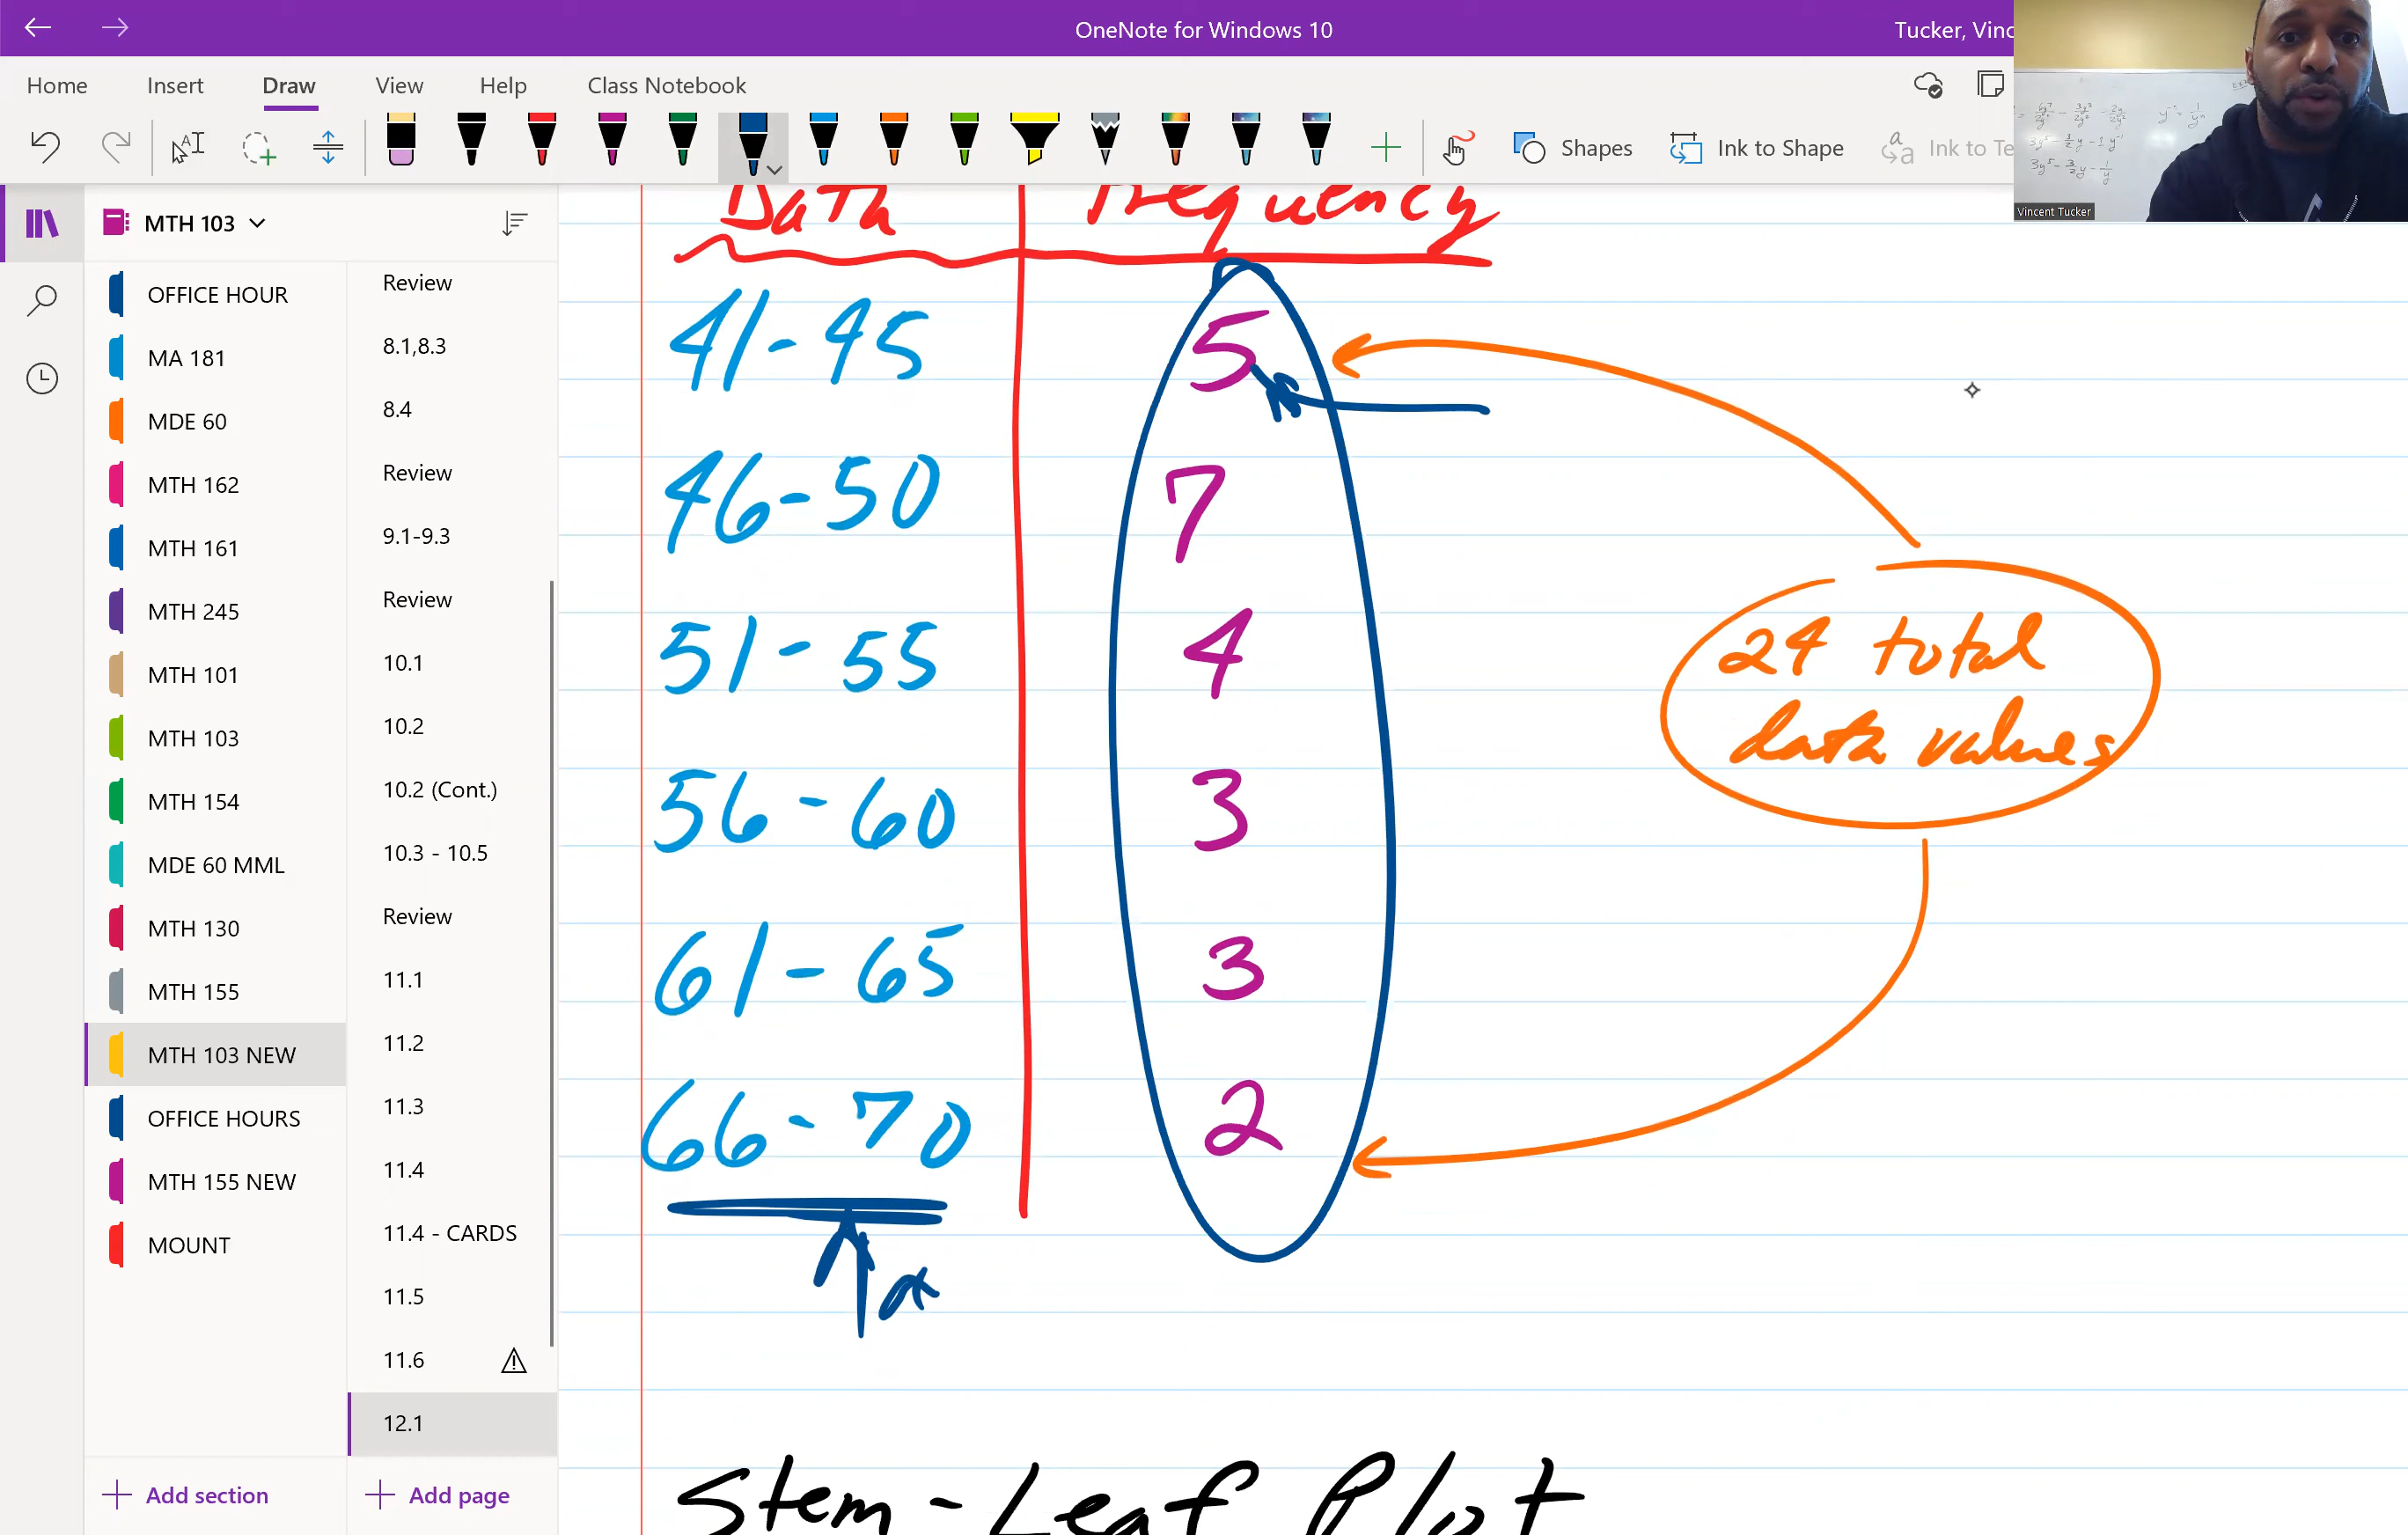 OneNote for Windows 10
Tucker, Vinc
Home Insert Draw View Help Class Notebook
Shapes Ink to Shape Ink to Te
Vincent Tucker
MTH 103
OFFICE HOUR
MA 181
MDE 60
MTH 162
MTH 161
MTH 245
MTH 101
MTH 103
MTH 154
MDE 60 MML
MTH 130
MTH 155
MTH 103 NEW
OFFICE HOURS
MTH 155 NEW
MOUNT
Add section
Review
8.1,8.3
8.4
Review
9.1-9.3
Review
10.1
10.2
10.2 (Cont.)
10.3 - 10.5
Review
11.1
11.2
11.3
11.4
11.4 - CARDS
11.5
11.6
12.1
Add page
Data Frequency
41-45 5
46-50 7
51-55 4
56-60 3
61-65 3
66-70 2
24 total
data values
Stem-Leaf Plot